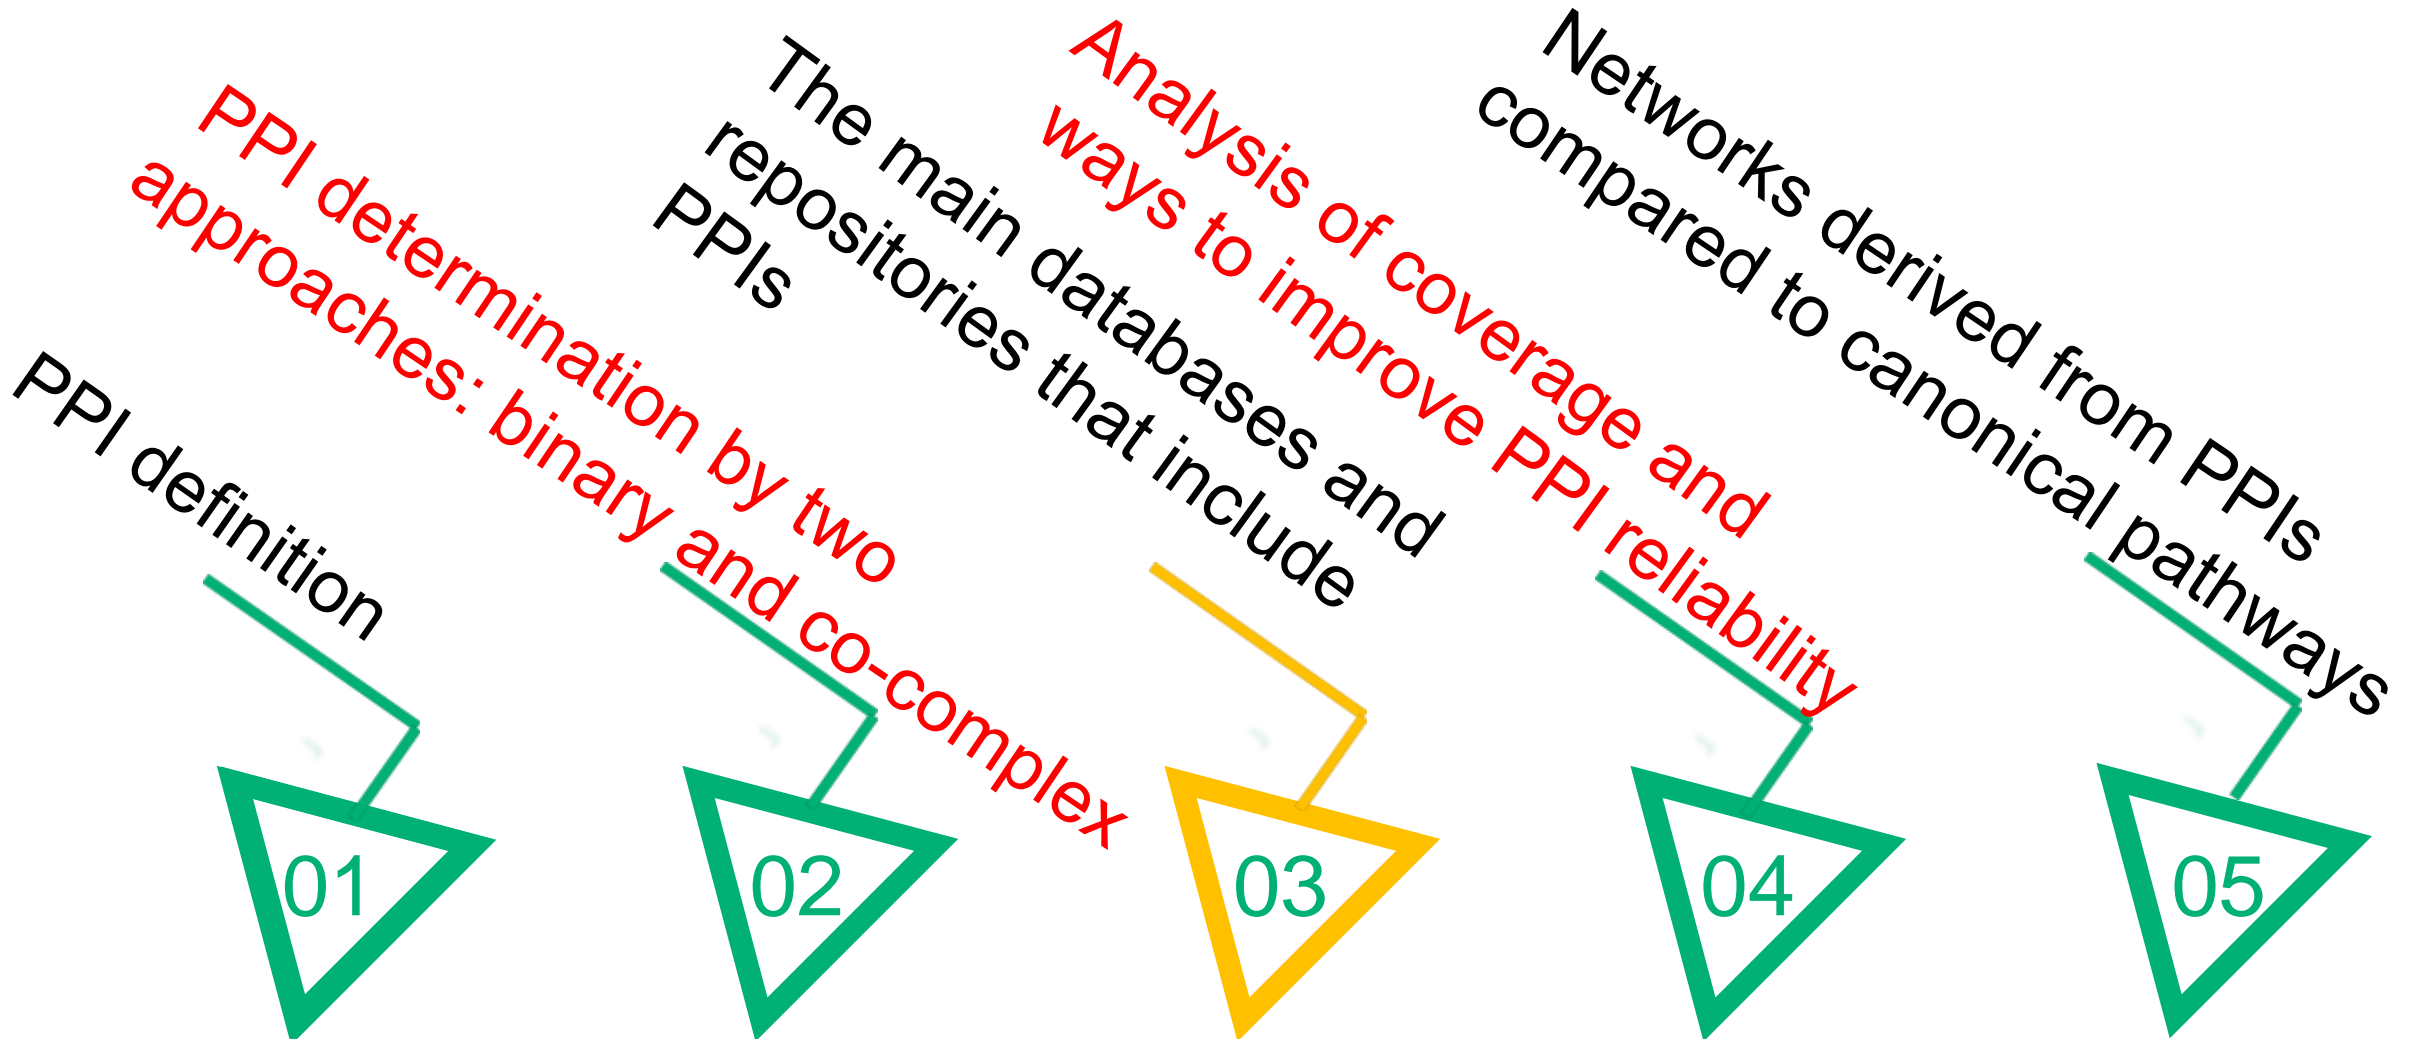 PPI definition
PPI determination by two
approaches: binary and co-complex
The main databases and
repositories that include
PPIs
Analysis of coverage and
ways to improve PPI reliability
Networks derived from PPIs
compared to canonical pathways
01
02
03
04
05